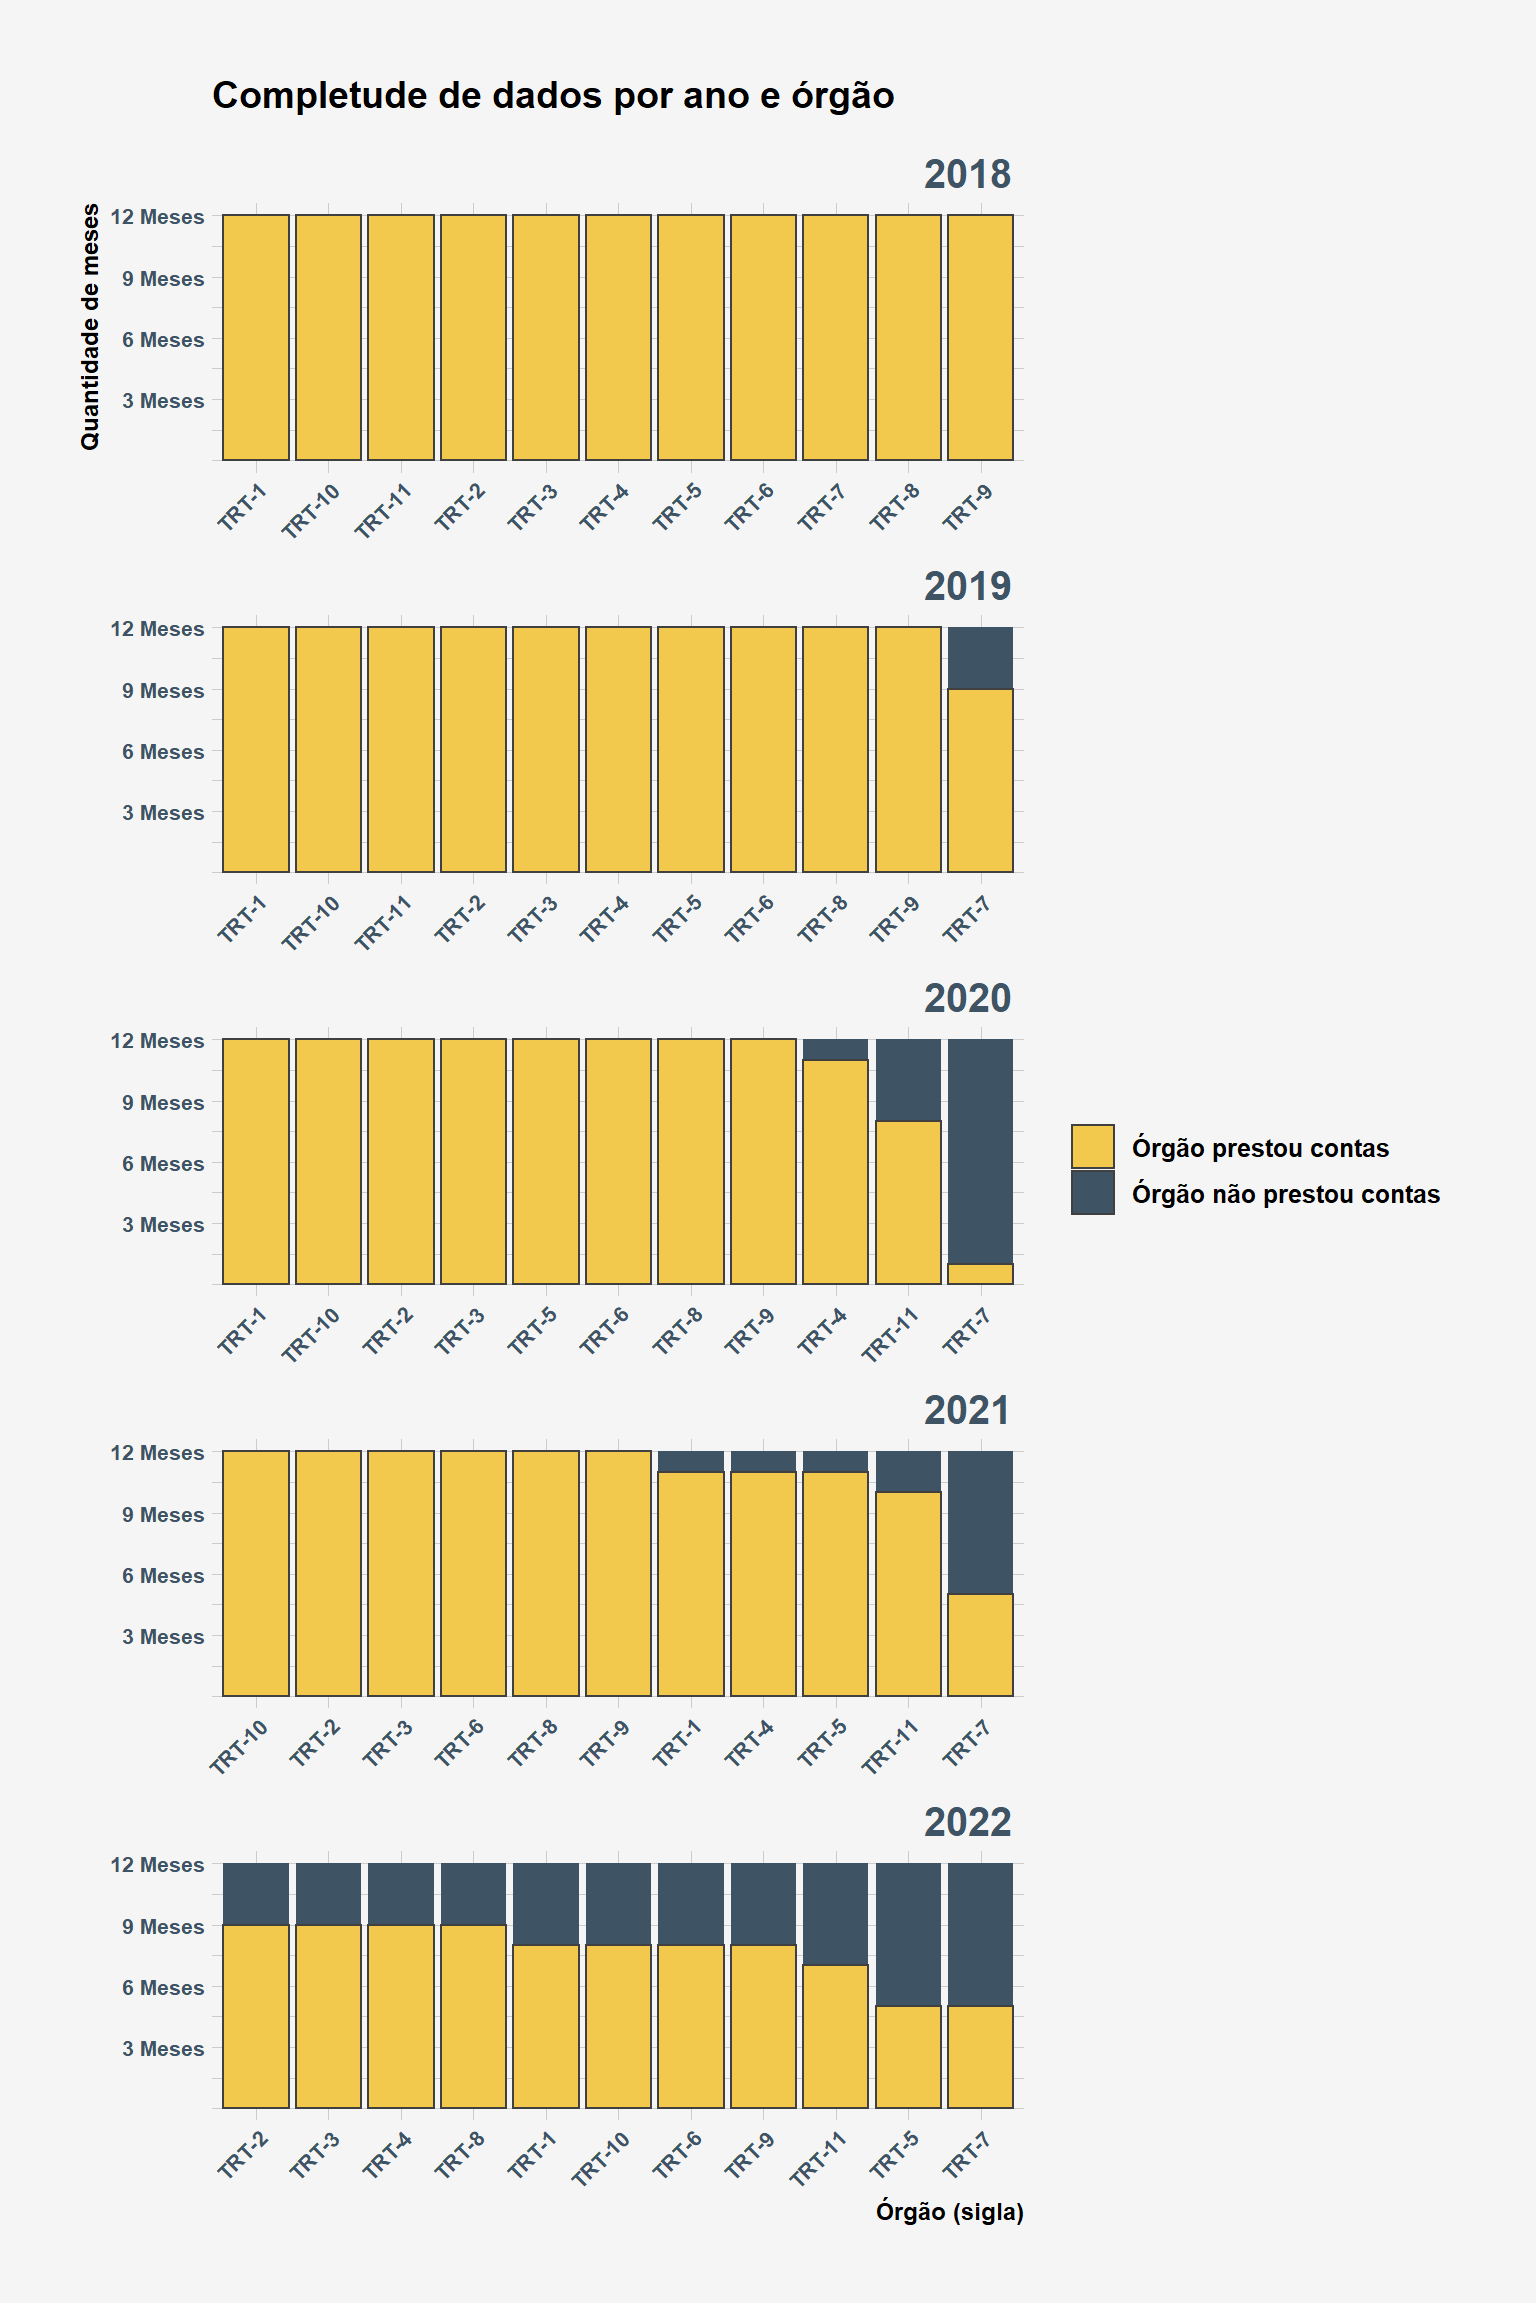 Completude de dados por ano e órgão
2018
Quantidade de meses
12 Meses
9 Meses
6 Meses
3 Meses
TRT-1 TRT-10 TRT-11 TRT-2 TRT-3 TRT-4 TRT-5 TRT-6 TRT-7 TRT-8 TRT-9
2019
12 Meses
9 Meses
6 Meses
3 Meses
TRT-1 TRT-10 TRT-11 TRT-2 TRT-3 TRT-4 TRT-5 TRT-6 TRT-8 TRT-9 TRT-7
2020
12 Meses
9 Meses
6 Meses
3 Meses
TRT-1 TRT-10 TRT-2 TRT-3 TRT-5 TRT-6 TRT-8 TRT-9 TRT-4 TRT-11 TRT-7
Órgão prestou contas
Órgão não prestou contas
2021
12 Meses
9 Meses
6 Meses
3 Meses
TRT-10 TRT-2 TRT-3 TRT-6 TRT-8 TRT-9 TRT-1 TRT-4 TRT-5 TRT-11 TRT-7
2022
12 Meses
9 Meses
6 Meses
3 Meses
TRT-2 TRT-3 TRT-4 TRT-8 TRT-1 TRT-10 TRT-6 TRT-9 TRT-11 TRT-5 TRT-7
Órgão (sigla)